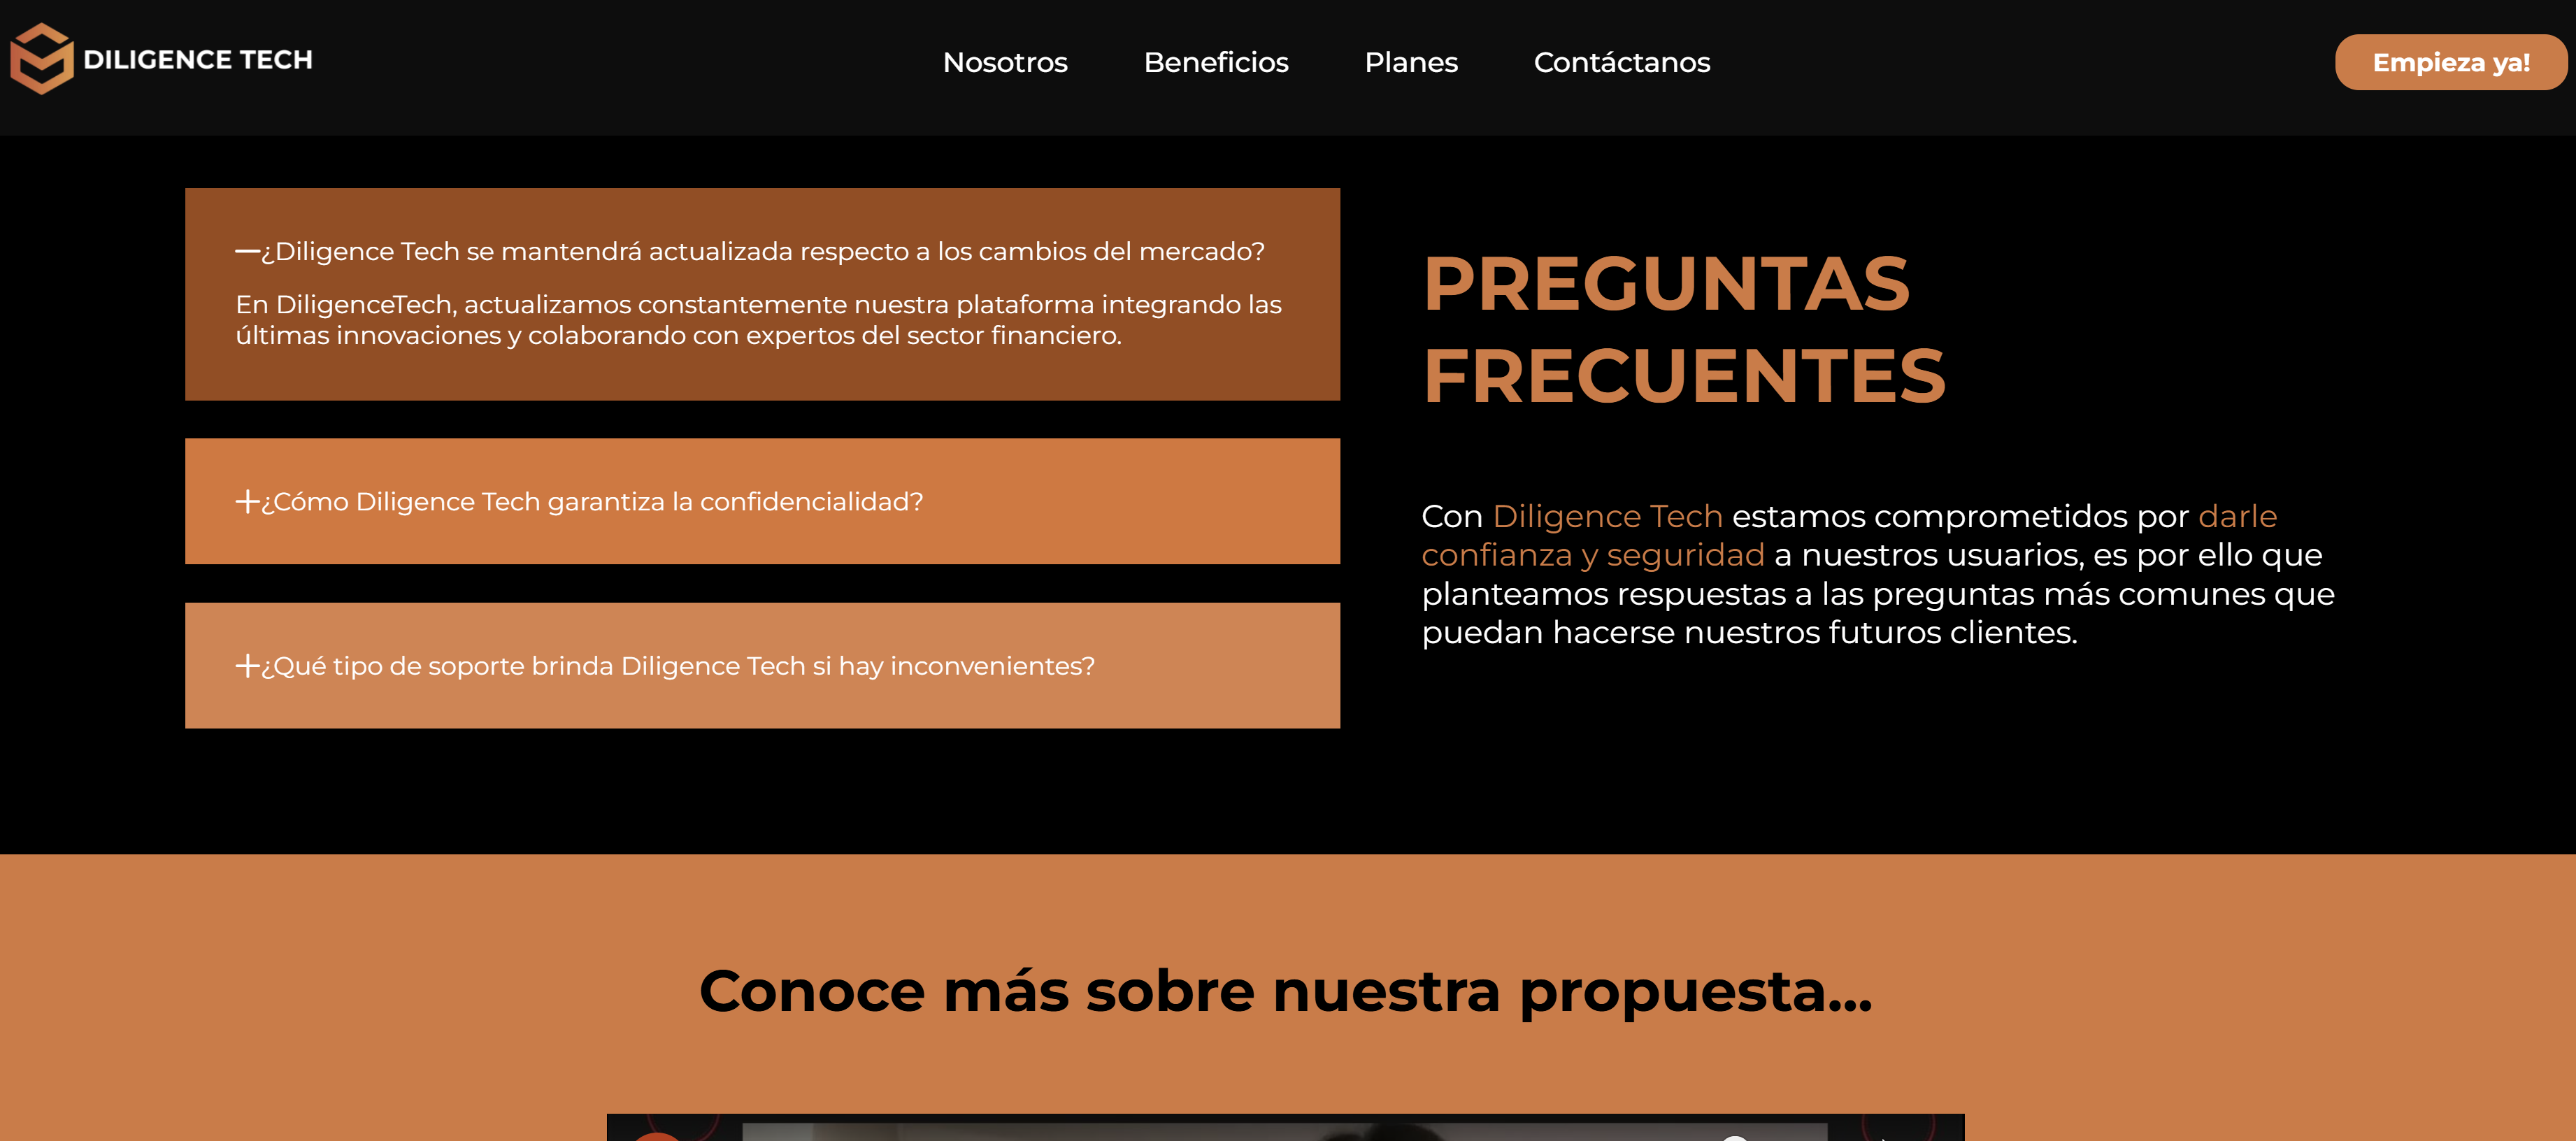 DILIGENCE TECH
Nosotros
Beneficios
Planes
Contáctanos
Empieza ya!
¿Diligence Tech se mantendrá actualizada respecto a los cambios del mercado?
En DiligenceTech, actualizamos constantemente nuestra plataforma integrando las
últimas innovaciones y colaborando con expertos del sector financiero.
¿Cómo Diligence Tech garantiza la confidencialidad?
¿Qué tipo de soporte brinda Diligence Tech si hay inconvenientes?
PREGUNTAS
FRECUENTES
Con Diligence Tech estamos comprometidos por darle
confianza y seguridad a nuestros usuarios, es por ello que
planteamos respuestas a las preguntas más comunes que
puedan hacerse nuestros futuros clientes.
Conoce más sobre nuestra propuesta...